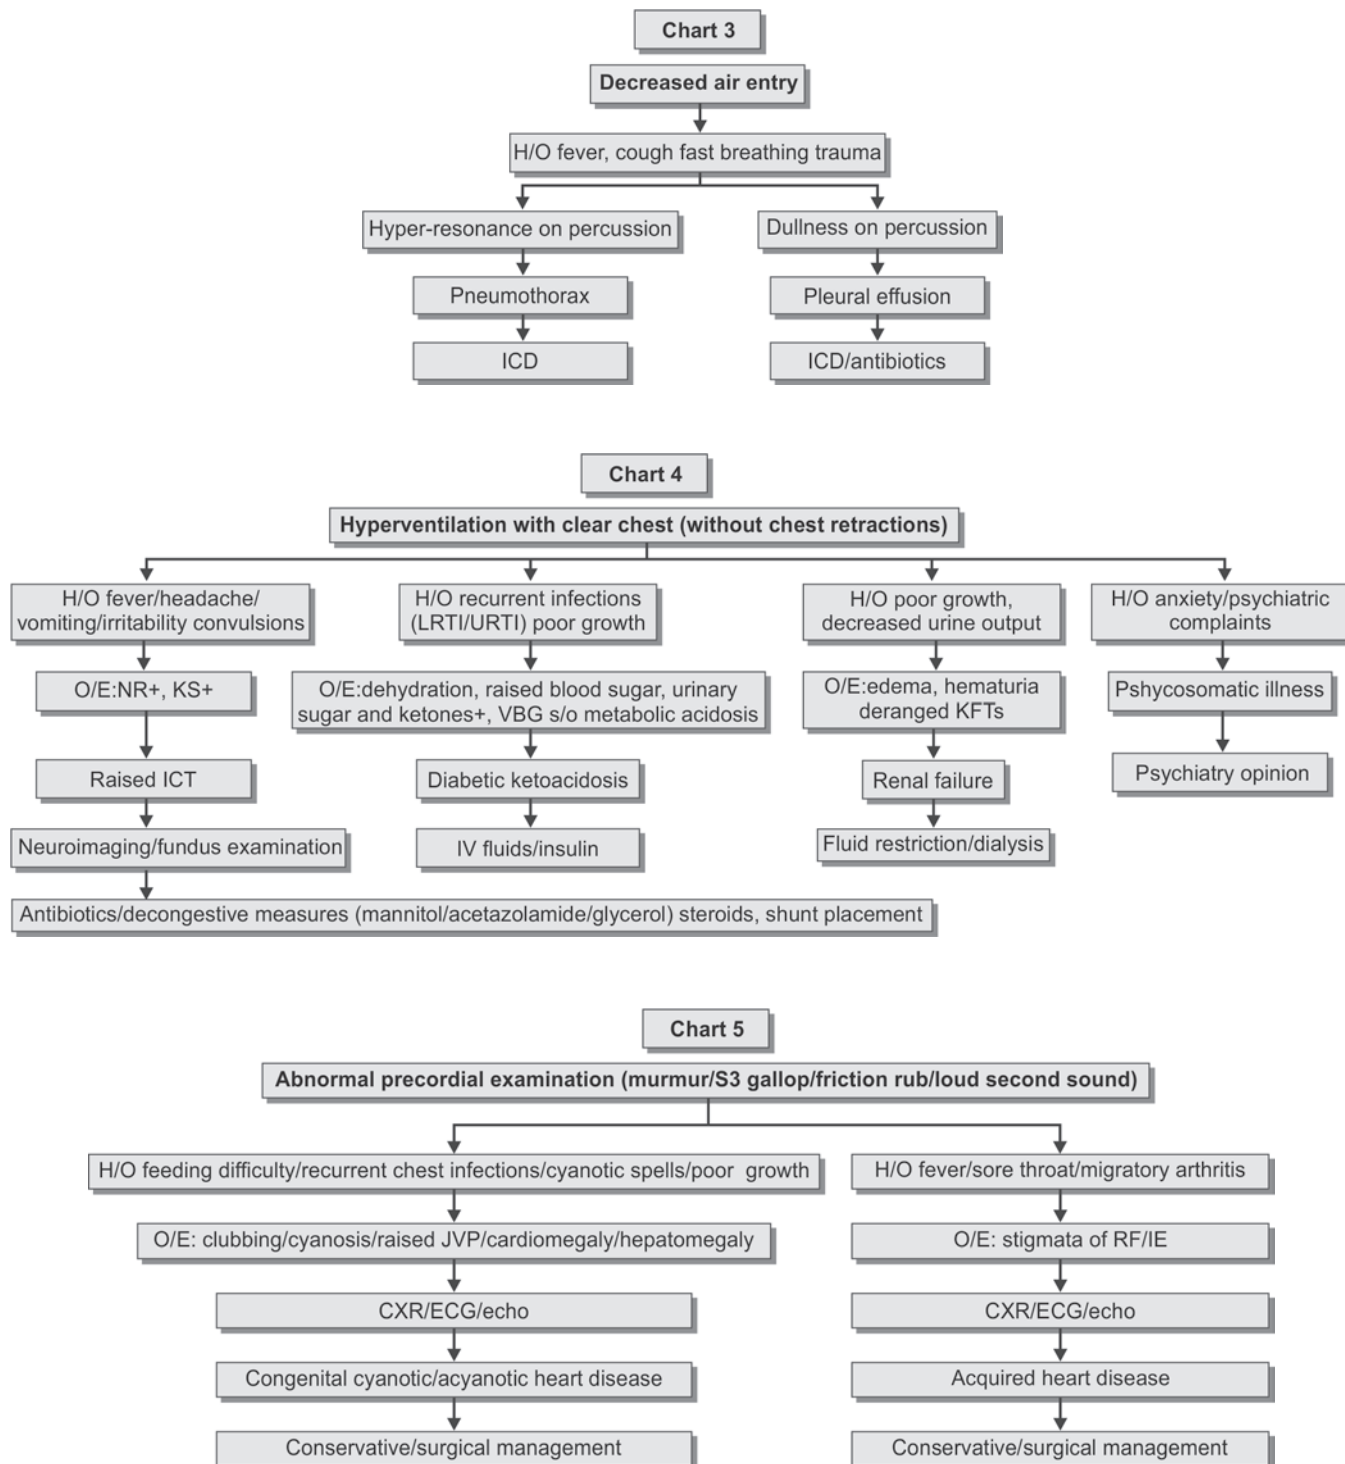 Chart 3
Decreased air entry
H/O fever, cough fast breathing trauma
Hyper-resonance on percussion
Dullness on percussion
Pneumothorax
Pleural effusion
ICD
ICD/antibiotics
Chart 4
Hyperventilation with clear chest (without chest retractions)
H/O fever/headache/
vomiting/irritability convulsions
H/O recurrent infections
(LRTI/URTI) poor growth
H/O poor growth,
decreased urine output
H/O anxiety/psychiatric
complaints
O/E:NR+, KS+
O/E:dehydration, raised blood sugar, urinary
sugar and ketones+, VBG s/o metabolic acidosis
O/E:edema, hematuria
deranged KFTs
Pshycosomatic illness
Raised ICT
Diabetic ketoacidosis
Renal failure
Psychiatry opinion
Neuroimaging/fundus examination
IV fluids/insulin
Fluid restriction/dialysis
Antibiotics/decongestive measures (mannitol/acetazolamide/glycerol) steroids, shunt placement
Chart 5
Abnormal precordial examination (murmur/S3 gallop/friction rub/loud second sound)
H/O feeding difficulty/recurrent chest infections/cyanotic spells/poor growth
H/O fever/sore throat/migratory arthritis
O/E: clubbing/cyanosis/raised JVP/cardiomegaly/hepatomegaly
O/E: stigmata of RF/IE
CXR/ECG/echo
CXR/ECG/echo
Congenital cyanotic/acyanotic heart disease
Acquired heart disease
Conservative/surgical management
Conservative/surgical management